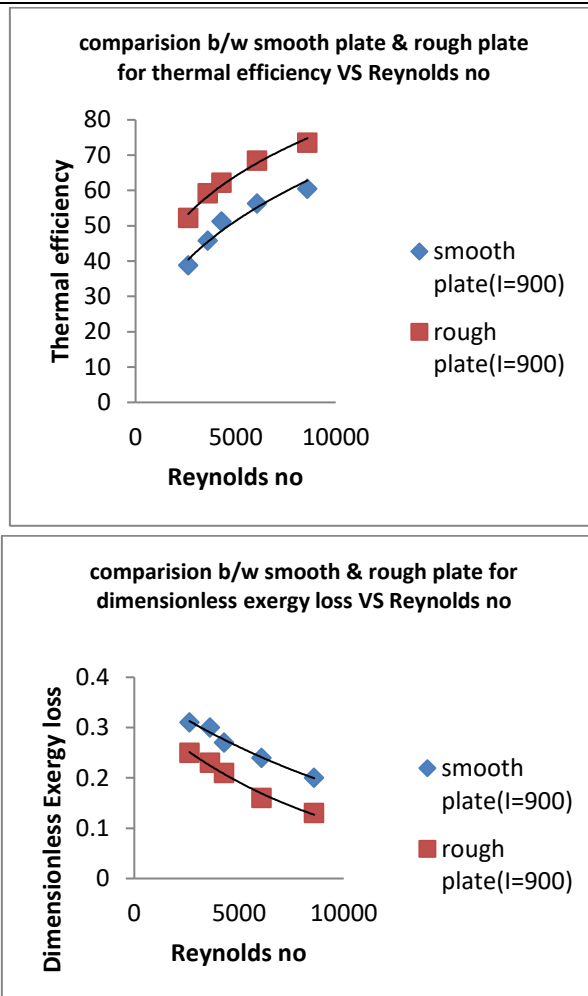 comparision b/w smooth plate & rough plate
for thermal efficiency VS Reynolds no
80
70
60
50
40
30
20
10
0
Thermal efficiency
0 5000 10000
Reynolds no
smooth
plate(I=900)
rough
plate(I=900)
comparision b/w smooth & rough plate for
dimensionless exergy loss VS Reynolds no
0.4
0.3
0.2
0.1
0
Dimensionless Exergy loss
0 5000 10000
Reynolds no
smooth
plate(I=900)
rough
plate(I=900)